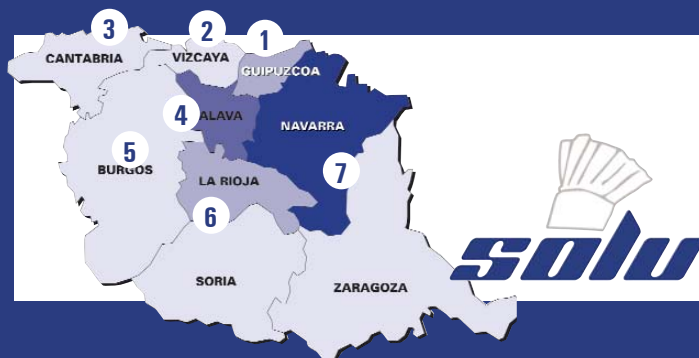 3
2
1
CANTABRIA
VIZCAYA
GUIPUZCOA
4
ALAVA
NAVARRA
5
BURGOS
LA RIOJA
7
6
SORIA
ZARAGOZA
solu